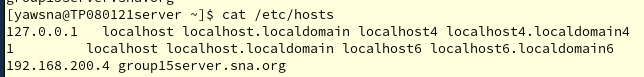 [yawsna@TP080121server ~]$ cat /etc/hosts
127.0.0.1   localhost localhost.localdomain localhost4 localhost4.localdomain4
1         localhost localhost.localdomain localhost6 localhost6.localdomain6
192.168.200.4 group15server.sna.org